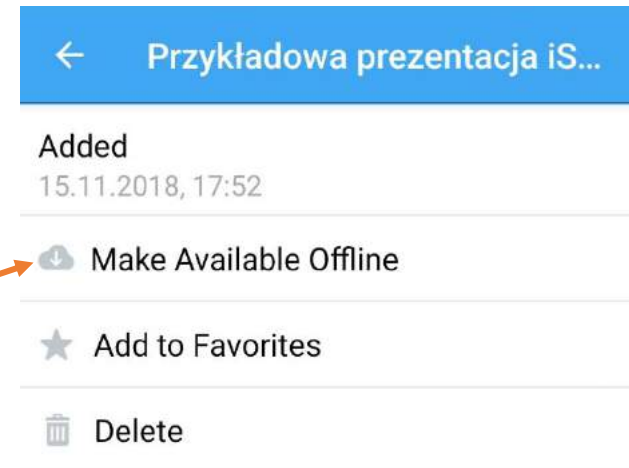 Przykładowa prezentacja iS...
Added
15.11.2018, 17:52
Make Available Offline
Add to Favorites
Delete